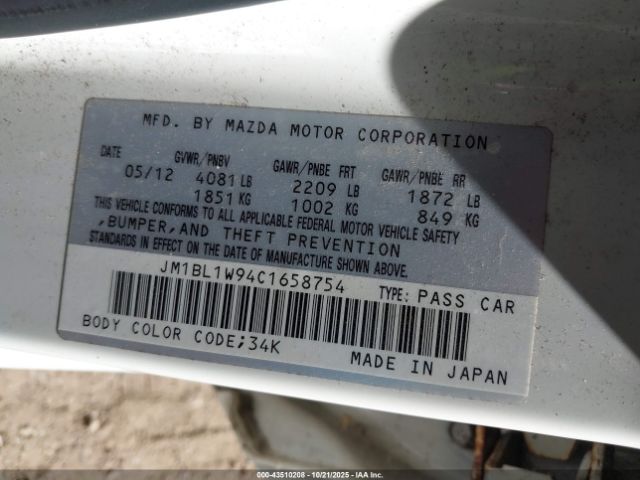 MFD. BY MAZDA MOTOR CORPORATION
DATE GVWR/PNBV GAWR/PNBE FRT GAWR/PNBE RR
05/12 4081 LB 2209 LB 1872 LB
1851 KG 1002 KG 849 KG
THIS VEHICLE CONFORMS TO ALL APPLICABLE FEDERAL MOTOR VEHICLE SAFETY
,BUMPER,AND THEFT PREVENTION
STANDARDS IN EFFECT ON THE DATE OF MANUFACTURE SHOWN ABOVE.
JM1BL1W94C1658754 TYPE: PASS CAR
BODY COLOR CODE;34K MADE IN JAPAN
000-43510208 - 10/21/2025 - IAAI.COM